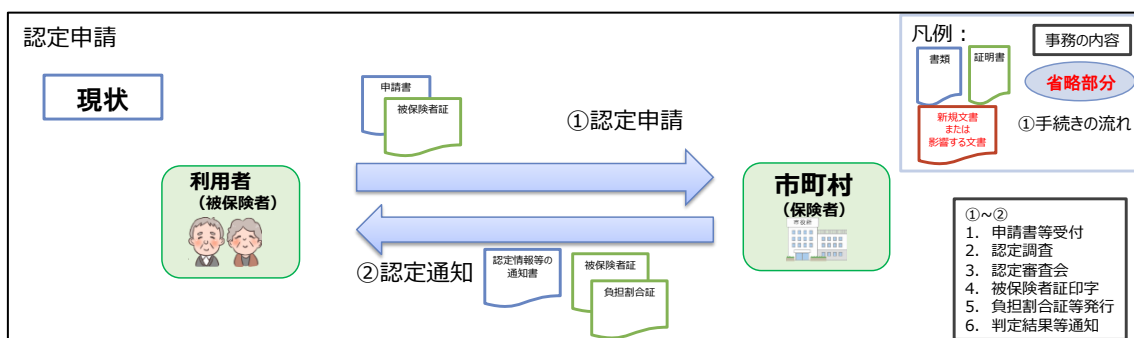 認定申請
現状
申請書
被保険者証
①認定申請
利用者
(被保険者)
市町村
(保険者)
市役所
②認定通知
認定情報等の
通知書
被保険者証
負担割合証
凡例：
書類
証明書
事務の内容
省略部分
新規文書
または
影響する文書
①手続きの流れ
①~②
1. 申請書等受付
2. 認定調査
3. 認定審査会
4. 被保険者証印字
5. 負担割合証等発行
6. 判定結果等通知